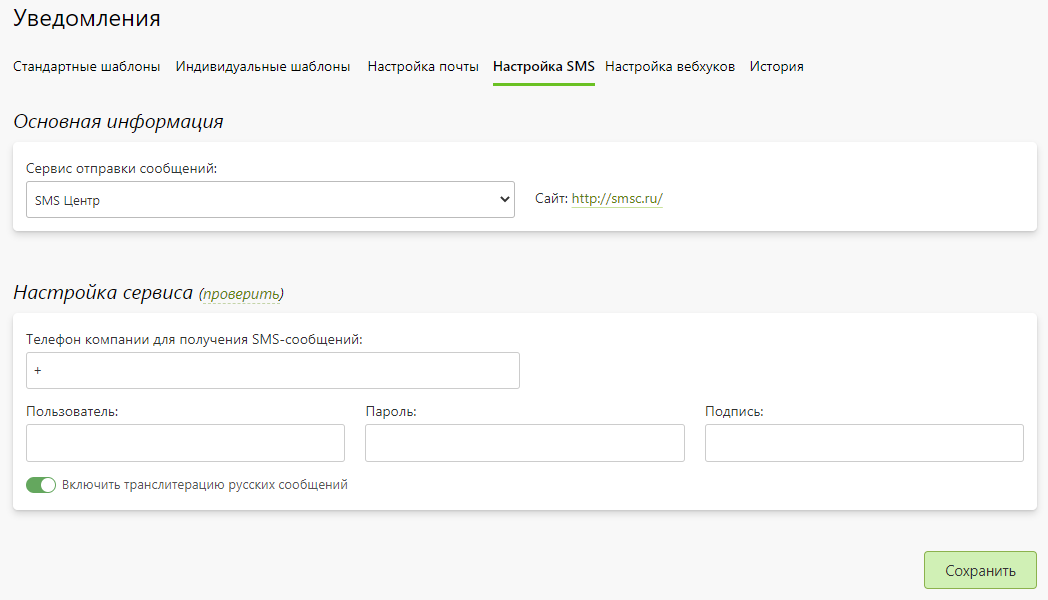 Уведомления
Стандартные шаблоны Индивидуальные шаблоны Настройка почты Настройка SMS Настройка вебхуков История
Основная информация
Сервис отправки сообщений:
SMS Центр
Сайт: http://smsc.ru/
Настройка сервиса (проверить)
Телефон компании для получения SMS-сообщений:
+
Пользователь: Пароль: Подпись:
Включить транслитерацию русских сообщений
Сохранить